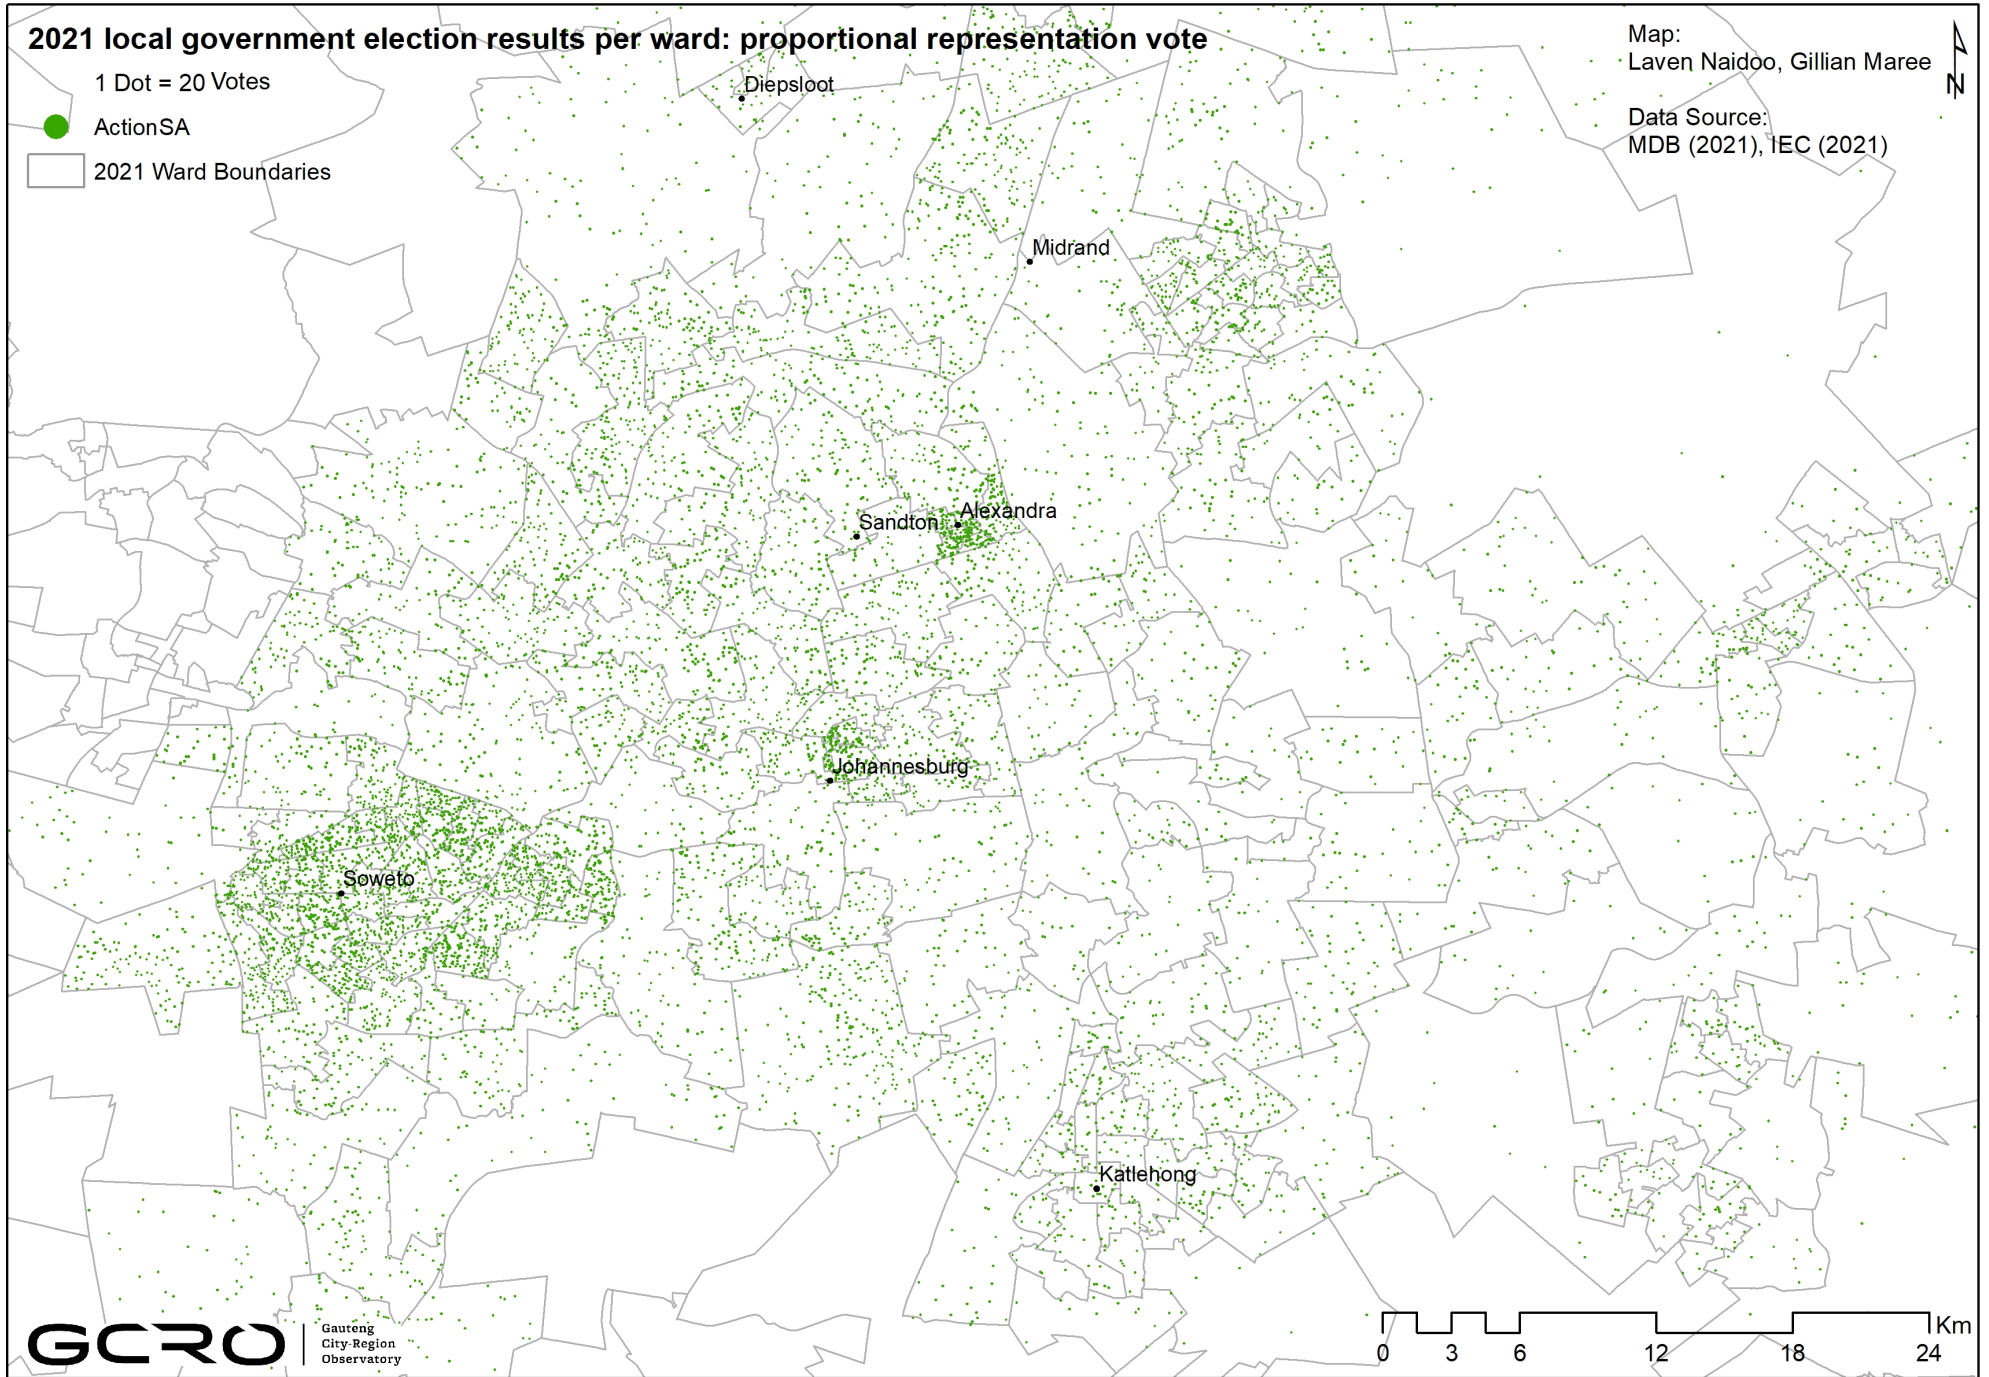 2021 local government election results per ward: proportional representation vote
1 Dot = 20 Votes
ActionSA
2021 Ward Boundaries
Map:
Laven Naidoo, Gillian Maree
Data Source:
MDB (2021), IEC (2021)
N
Diepsloot
Midrand
Sandton
Alexandra
Johannesburg
Soweto
Katlehong
GCRO
Gauteng
City-Region
Observatory
Km
0 3 6 12 18 24